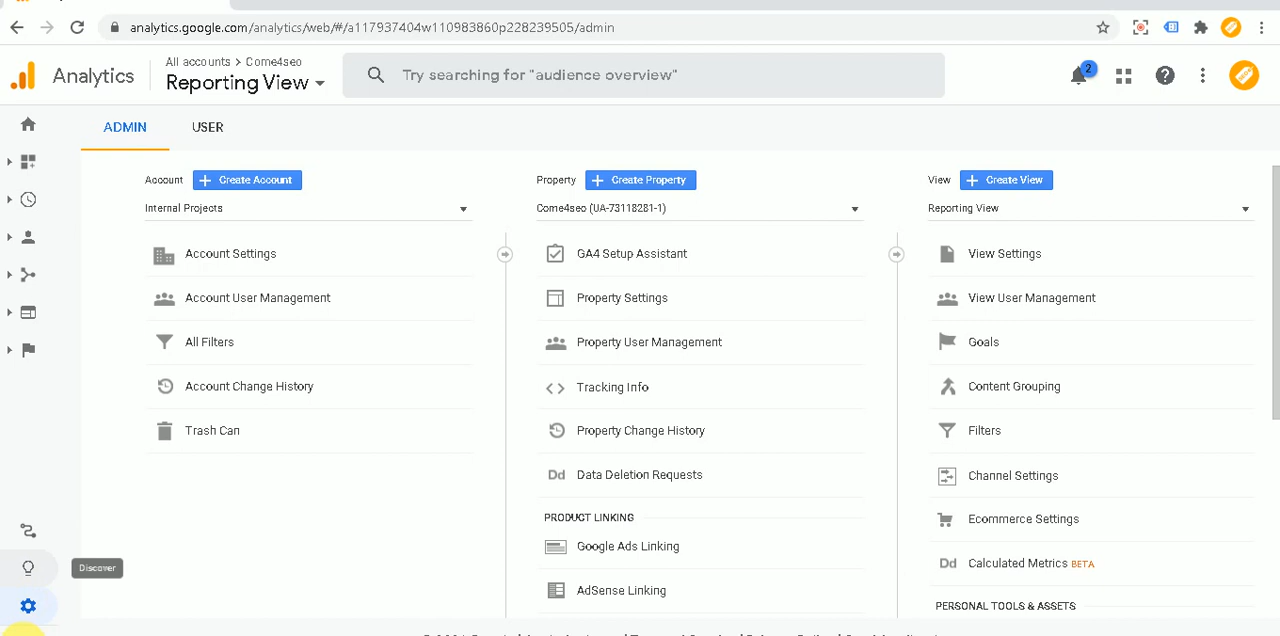 analytics.google.com/analytics/web/#/a117937404w110983860p228239505/admin
All accounts > Come4seo
Analytics
Reporting View
Try searching for "audience overview"
2
ADMIN
USER
Account
Create Account
Internal Projects
Account Settings
Account User Management
All Filters
Account Change History
Trash Can
Property
Create Property
Come4seo (UA-73118281-1)
GA4 Setup Assistant
Property Settings
Property User Management
Tracking Info
Property Change History
Dd Data Deletion Requests
PRODUCT LINKING
Google Ads Linking
AdSense Linking
View
Create View
Reporting View
View Settings
View User Management
Goals
Content Grouping
Filters
Channel Settings
Ecommerce Settings
Dd Calculated Metrics BETA
PERSONAL TOOLS & ASSETS
Discover